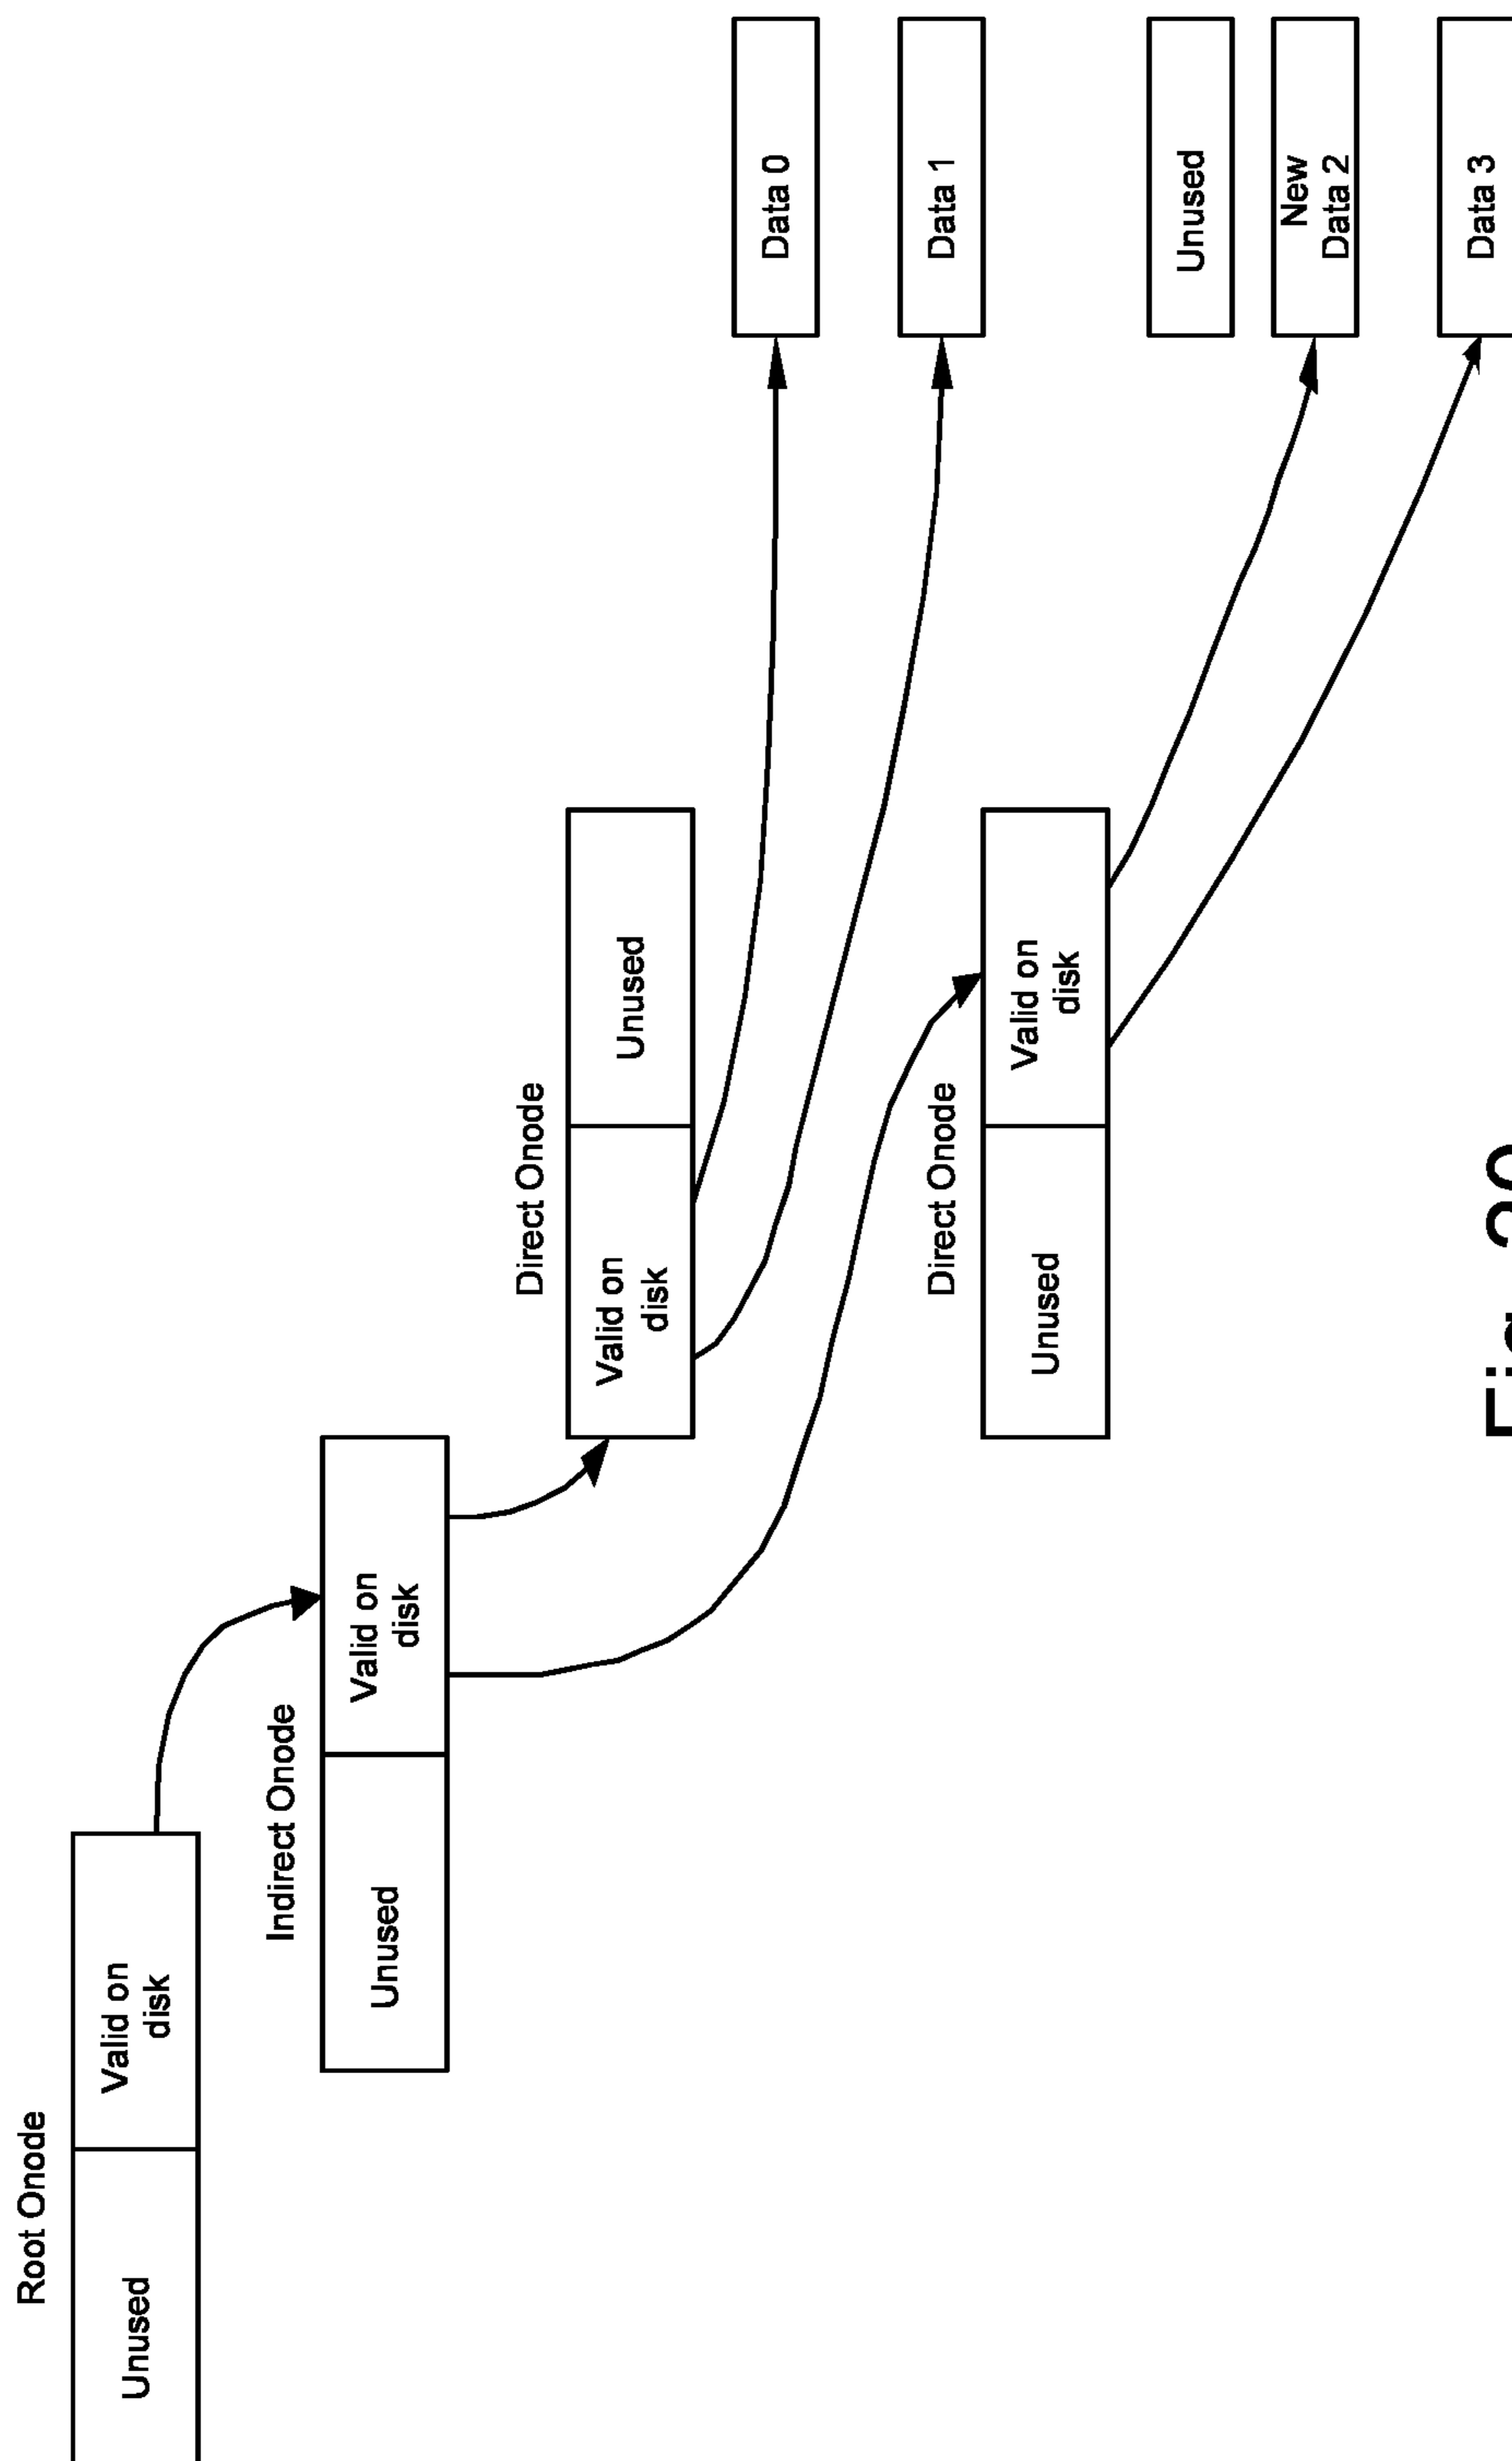 Root Onode
Unused
Valid on
disk
Indirect Onode
Unused
Valid on
disk
Direct Onode
Valid on
disk
Unused
Data 0
Data 1
Direct Onode
Unused
Valid on
disk
Unused
New
Data 2
Data 3